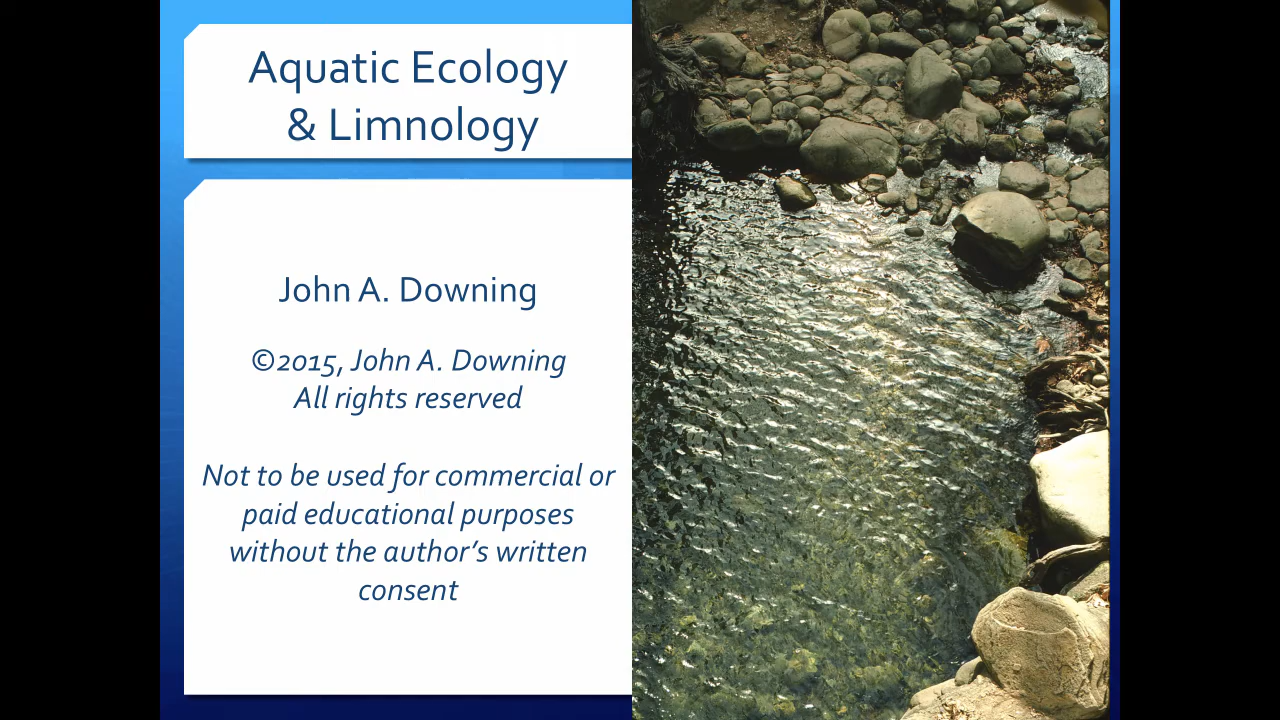 Aquatic Ecology
& Limnology
John A. Downing
©2015, John A. Downing
All rights reserved
Not to be used for commercial or
paid educational purposes
without the author’s written
consent